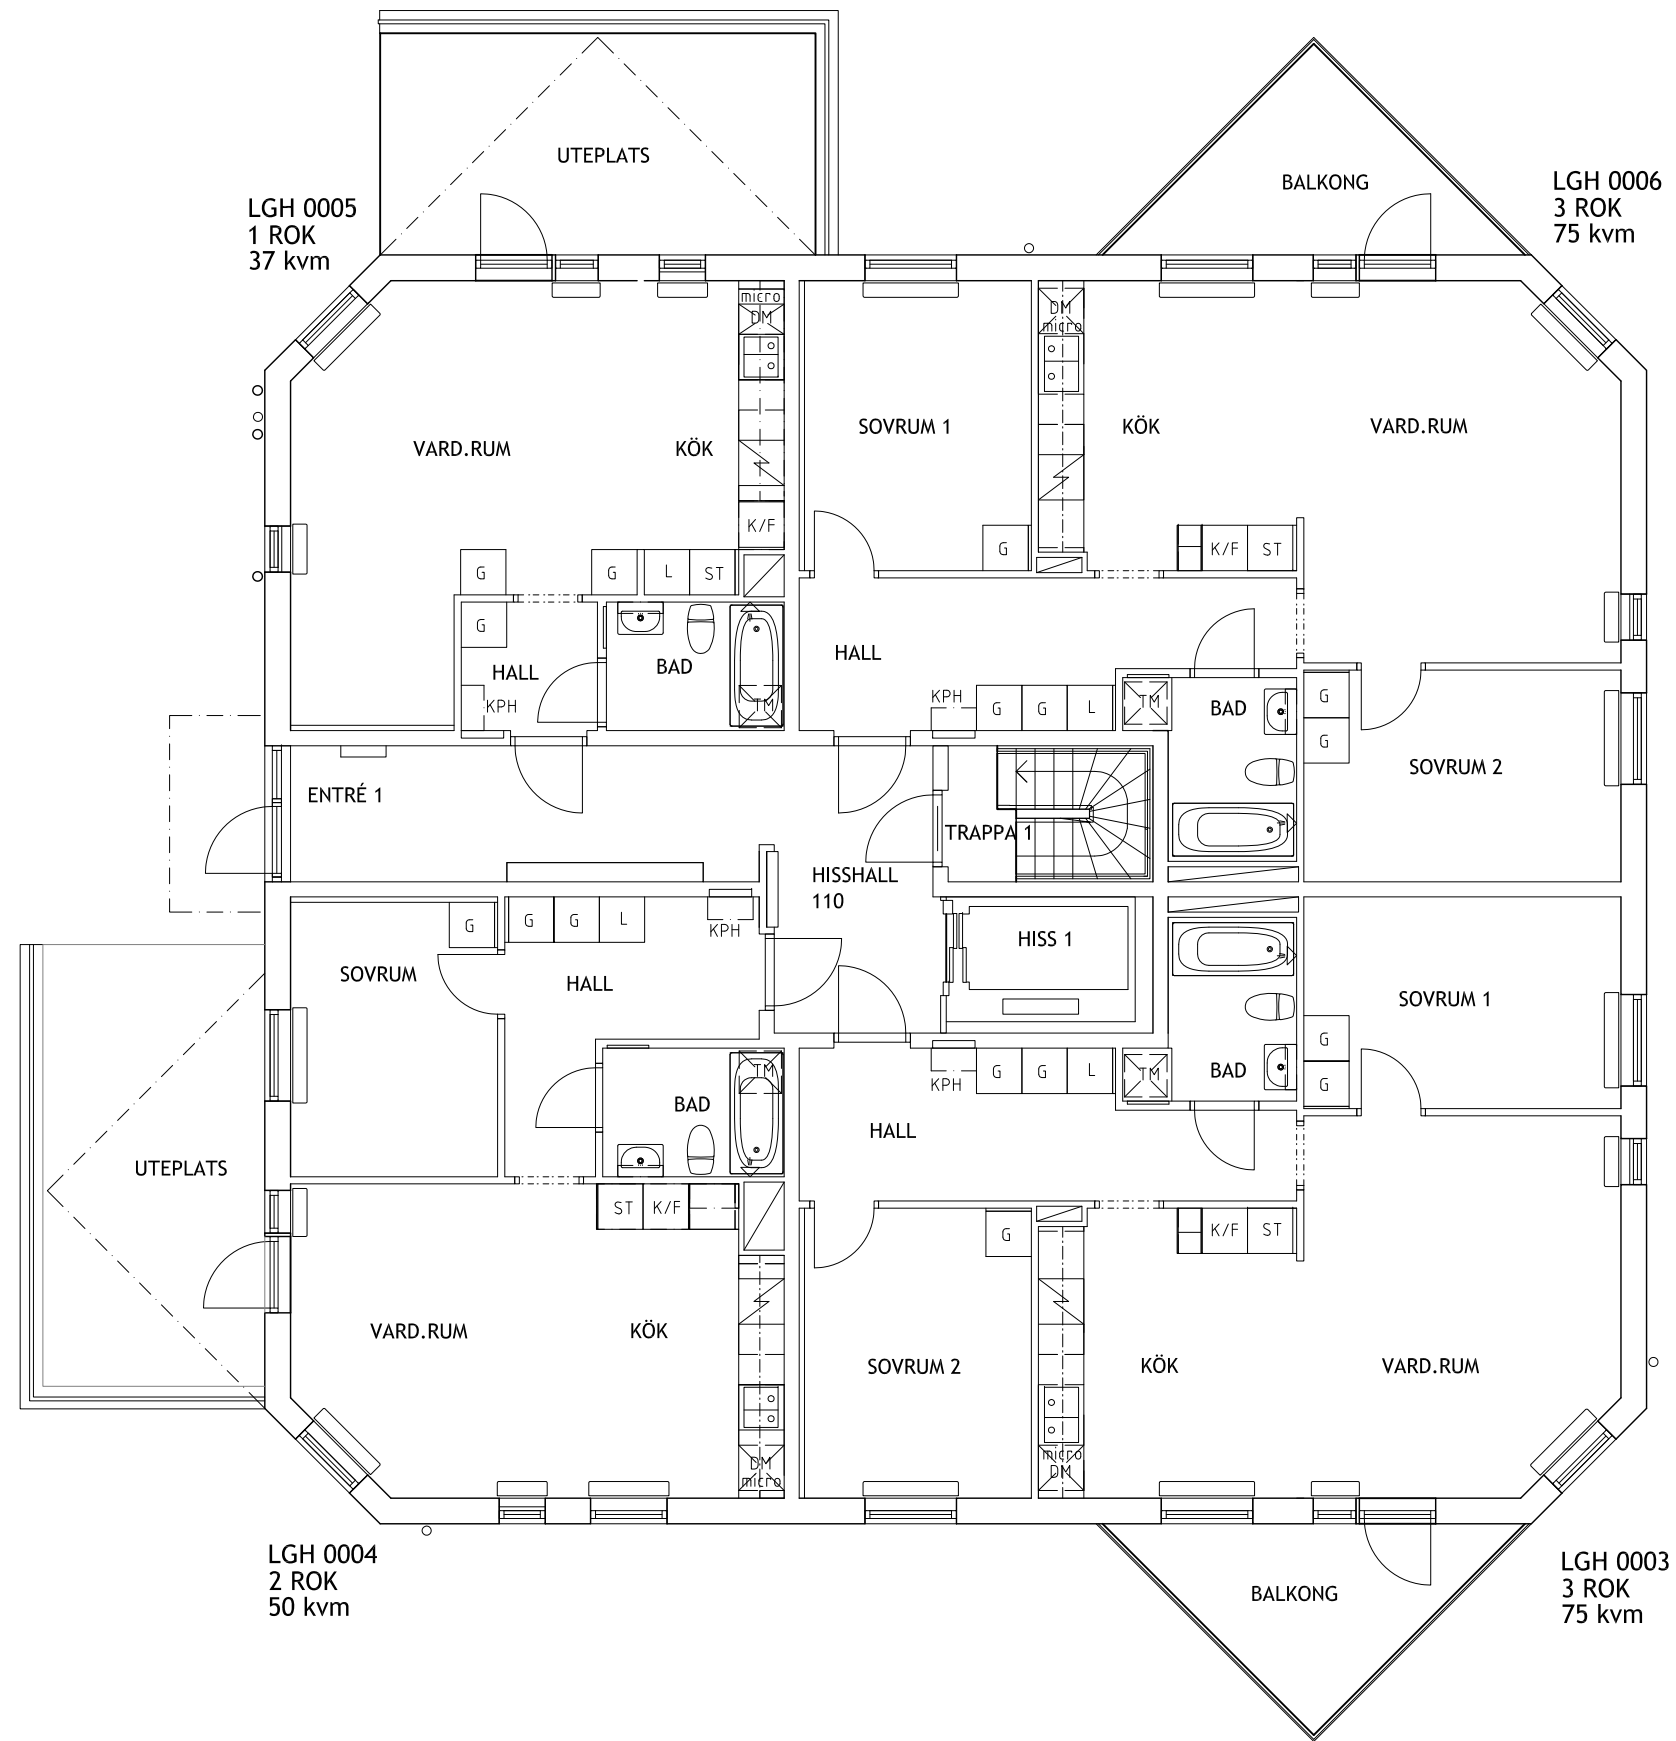 UTEPLATS
BALKONG
LGH 0005
1 ROK
37 kvm
LGH 0006
3 ROK
75 kvm
micro
DM
DM
micro
VARD.RUM
KÖK
SOVRUM 1
KÖK
VARD.RUM
K/F
G
G
L
ST
G
K/F
ST
G
HALL
KPH
BAD
TM
HALL
KPH
G
G
L
TM
BAD
G
G
SOVRUM 2
ENTRÉ 1
TRAPPA 1
HISSHALL
110
HISS 1
G
G
G
L
KPH
SOVRUM
HALL
SOVRUM 1
G
G
BAD
TM
KPH
G
G
L
TM
BAD
HALL
UTEPLATS
ST
K/F
G
K/F
ST
VARD.RUM
KÖK
SOVRUM 2
KÖK
VARD.RUM
DM
micro
micro
DM
LGH 0004
2 ROK
50 kvm
BALKONG
LGH 0003
3 ROK
75 kvm